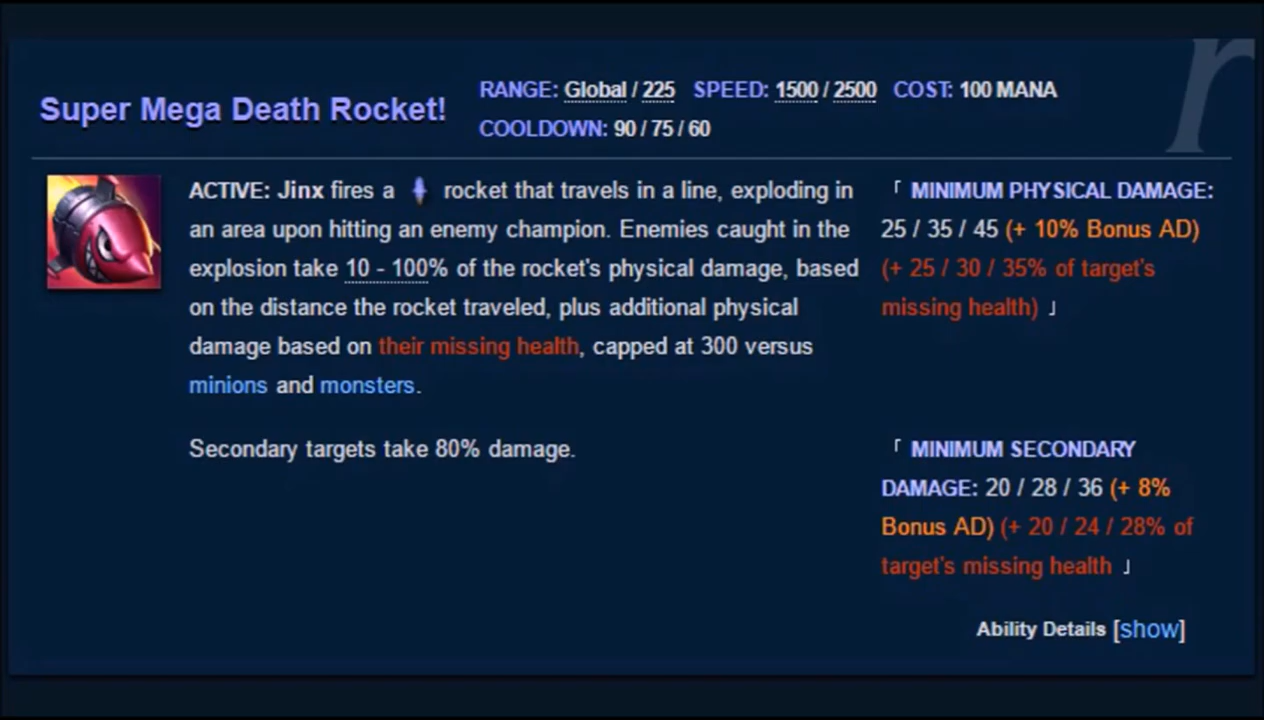 Super Mega Death Rocket!
RANGE: Global / 225 SPEED: 1500 / 2500 COST: 100 MANA
COOLDOWN: 90 / 75 / 60
r
ACTIVE: Jinx fires a rocket that travels in a line, exploding in
an area upon hitting an enemy champion. Enemies caught in the
explosion take 10 - 100% of the rocket's physical damage, based
on the distance the rocket traveled, plus additional physical
damage based on their missing health, capped at 300 versus
minions and monsters.
Secondary targets take 80% damage.
「 MINIMUM PHYSICAL DAMAGE:
25 / 35 / 45 (+ 10% Bonus AD)
(+ 25 / 30 / 35% of target's
missing health) 」
「 MINIMUM SECONDARY
DAMAGE: 20 / 28 / 36 (+ 8%
Bonus AD) (+ 20 / 24 / 28% of
target's missing health 」
Ability Details [show]